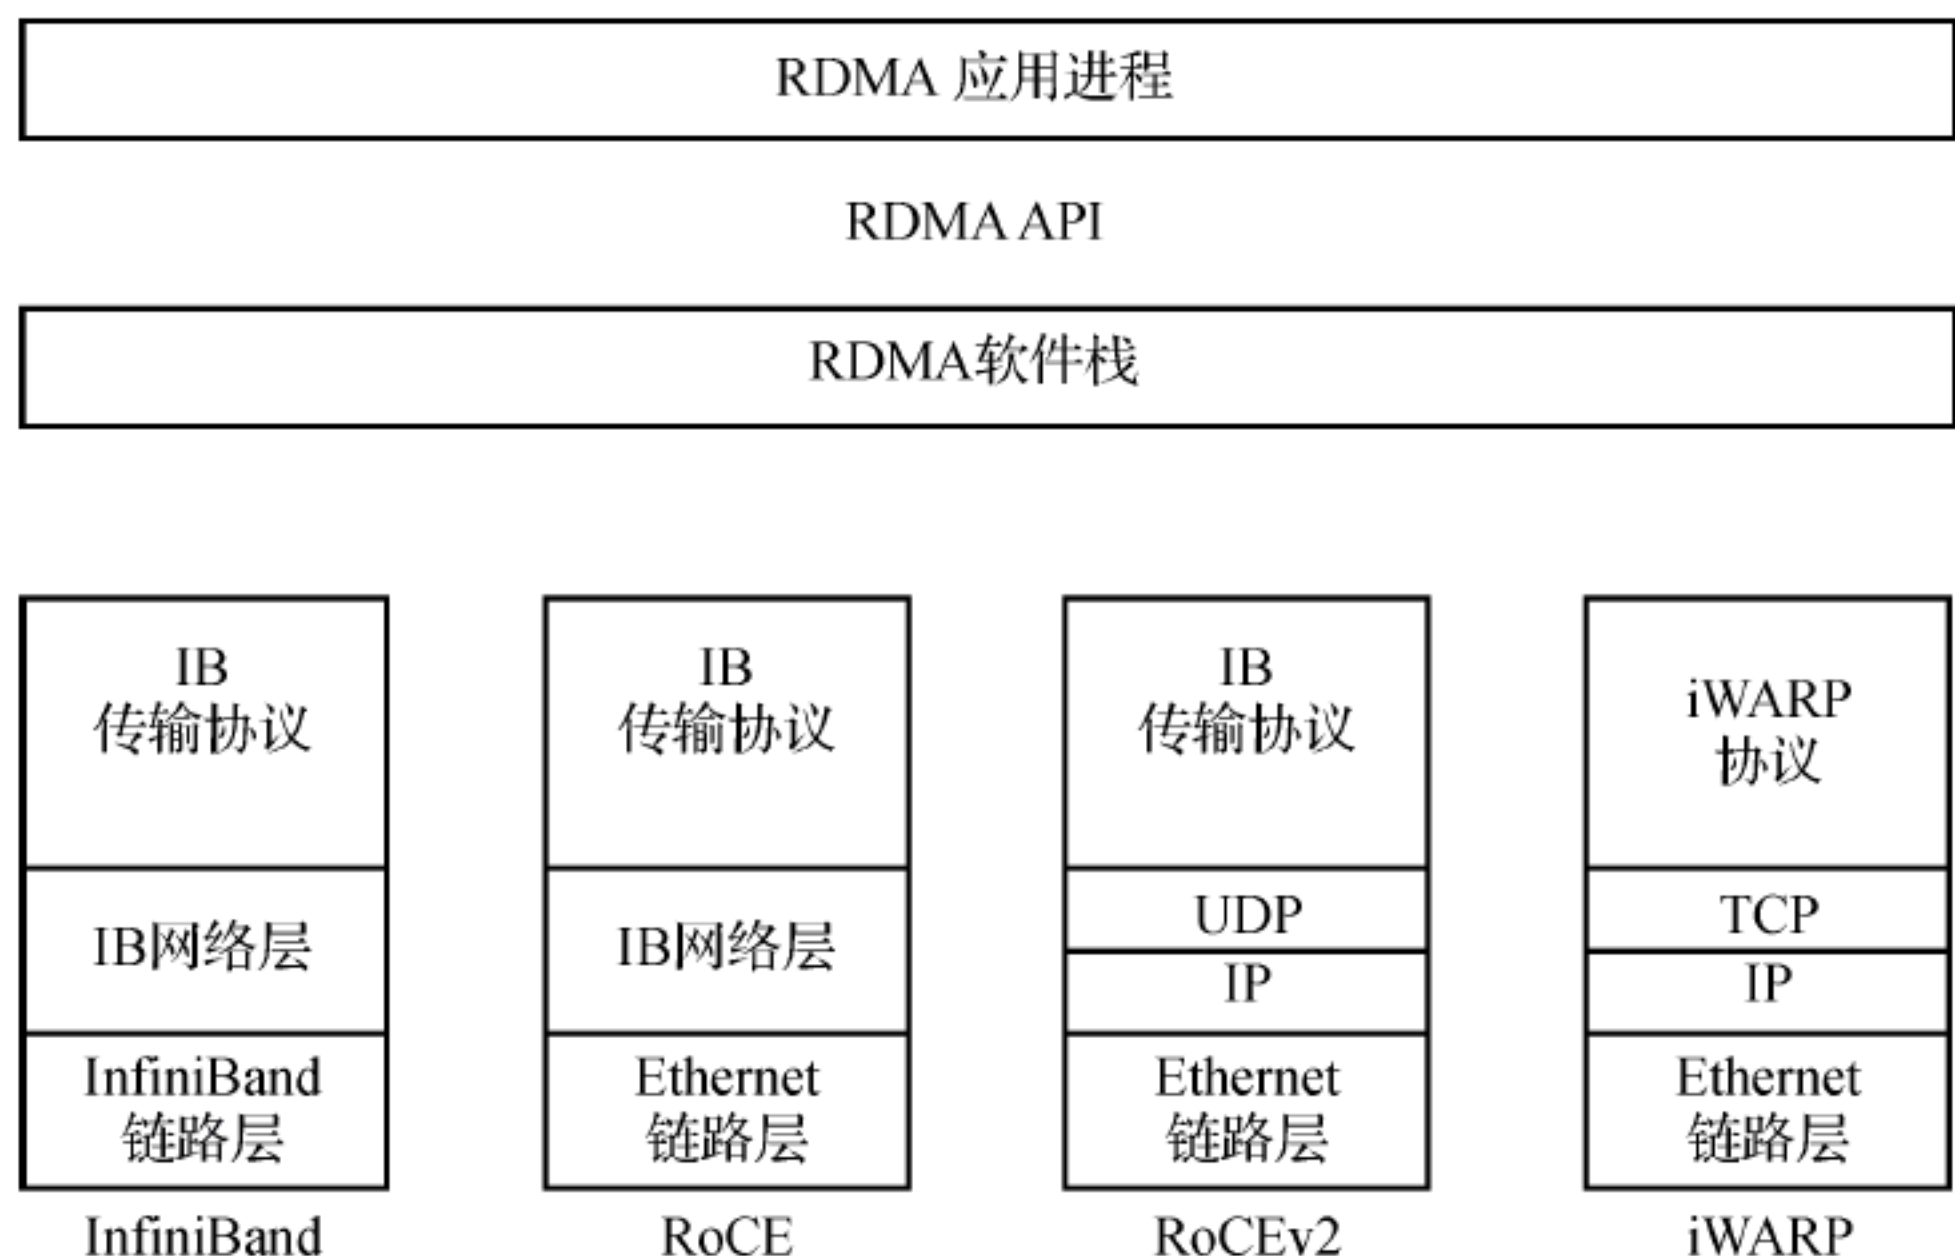 RDMA 应用进程
RDMA API
RDMA软件栈
IB
传输协议
IB网络层
InfiniBand
链路层
InfiniBand
IB
传输协议
IB网络层
Ethernet
链路层
RoCE
IB
传输协议
UDP
IP
Ethernet
链路层
RoCEv2
iWARP
协议
TCP
IP
Ethernet
链路层
iWARP